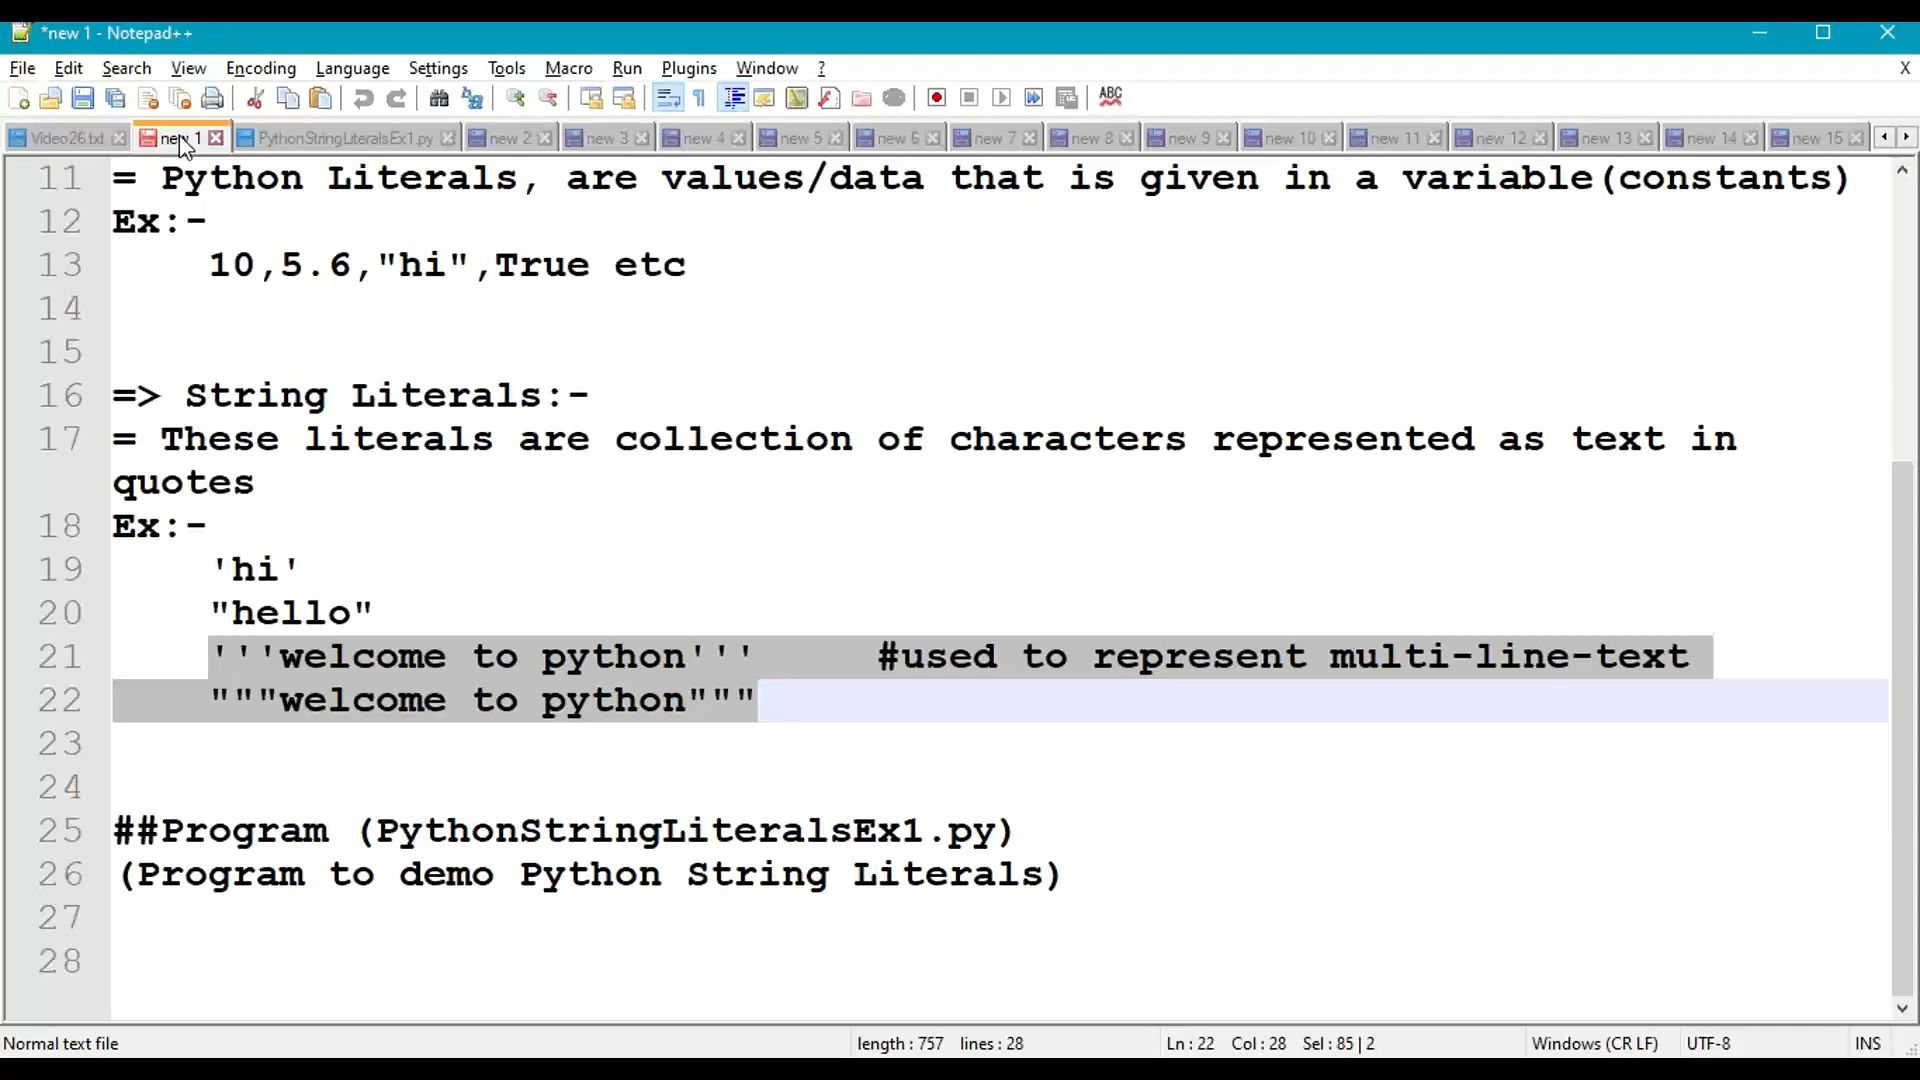 *new 1 - Notepad++
File Edit Search View Encoding Language Settings Tools Macro Run Plugins Window ? X
ABC
Video26.txt new 1 PythonStringLiteralsEx1.py new 2 new 3 new 4 new 5 new 6 new 7 new 8 new 9 new 10 new 11 new 12 new 13 new 14 new 15
11 = Python Literals, are values/data that is given in a variable(constants)
12 Ex:-
13 10,5.6,"hi",True etc
14
15
16 => String Literals:-
17 = These literals are collection of characters represented as text in
quotes
18 Ex:-
19 'hi'
20 "hello"
21 '''welcome to python''' #used to represent multi-line-text
22 """welcome to python"""
23
24
25 ##Program (PythonStringLiteralsEx1.py)
26 (Program to demo Python String Literals)
27
28
Normal text file length : 757 lines : 28 Ln : 22 Col : 28 Sel : 85 | 2 Windows (CR LF) UTF-8 INS